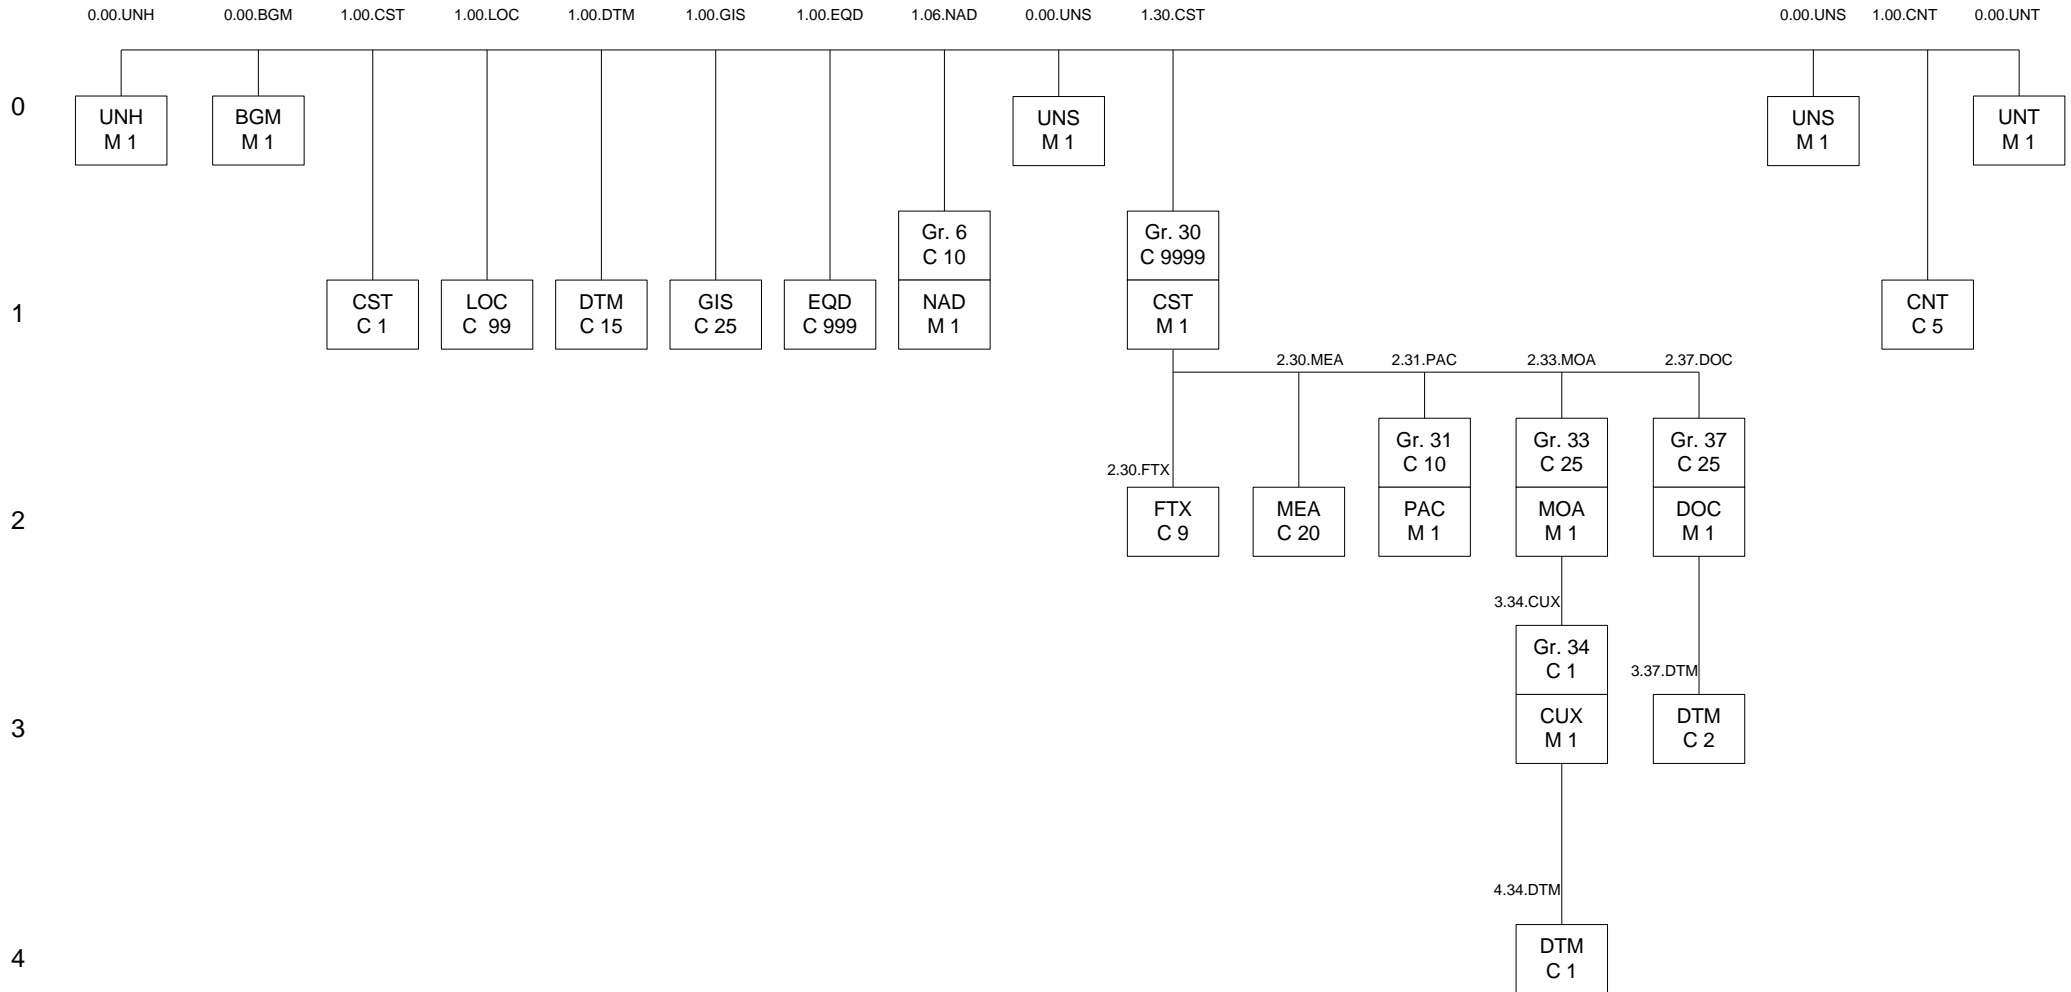 0.00.UNH 0.00.BGM 1.00.CST 1.00.LOC 1.00.DTM 1.00.GIS 1.00.EQD 1.06.NAD 0.00.UNS 1.30.CST 0.00.UNS 1.00.CNT 0.00.UNT
0
UNH
M 1
BGM
M 1
UNS
M 1
UNS
M 1
UNT
M 1
Gr. 6
C 10
Gr. 30
C 9999
1
CST
C 1
LOC
C 99
DTM
C 15
GIS
C 25
EQD
C 999
NAD
M 1
CST
M 1
CNT
C 5
2.30.MEA 2.31.PAC 2.33.MOA 2.37.DOC
Gr. 31
C 10
Gr. 33
C 25
Gr. 37
C 25
2.30.FTX
2
FTX
C 9
MEA
C 20
PAC
M 1
MOA
M 1
DOC
M 1
3.34.CUX
Gr. 34
C 1
3.37.DTM
3
CUX
M 1
DTM
C 2
4.34.DTM
4
DTM
C 1